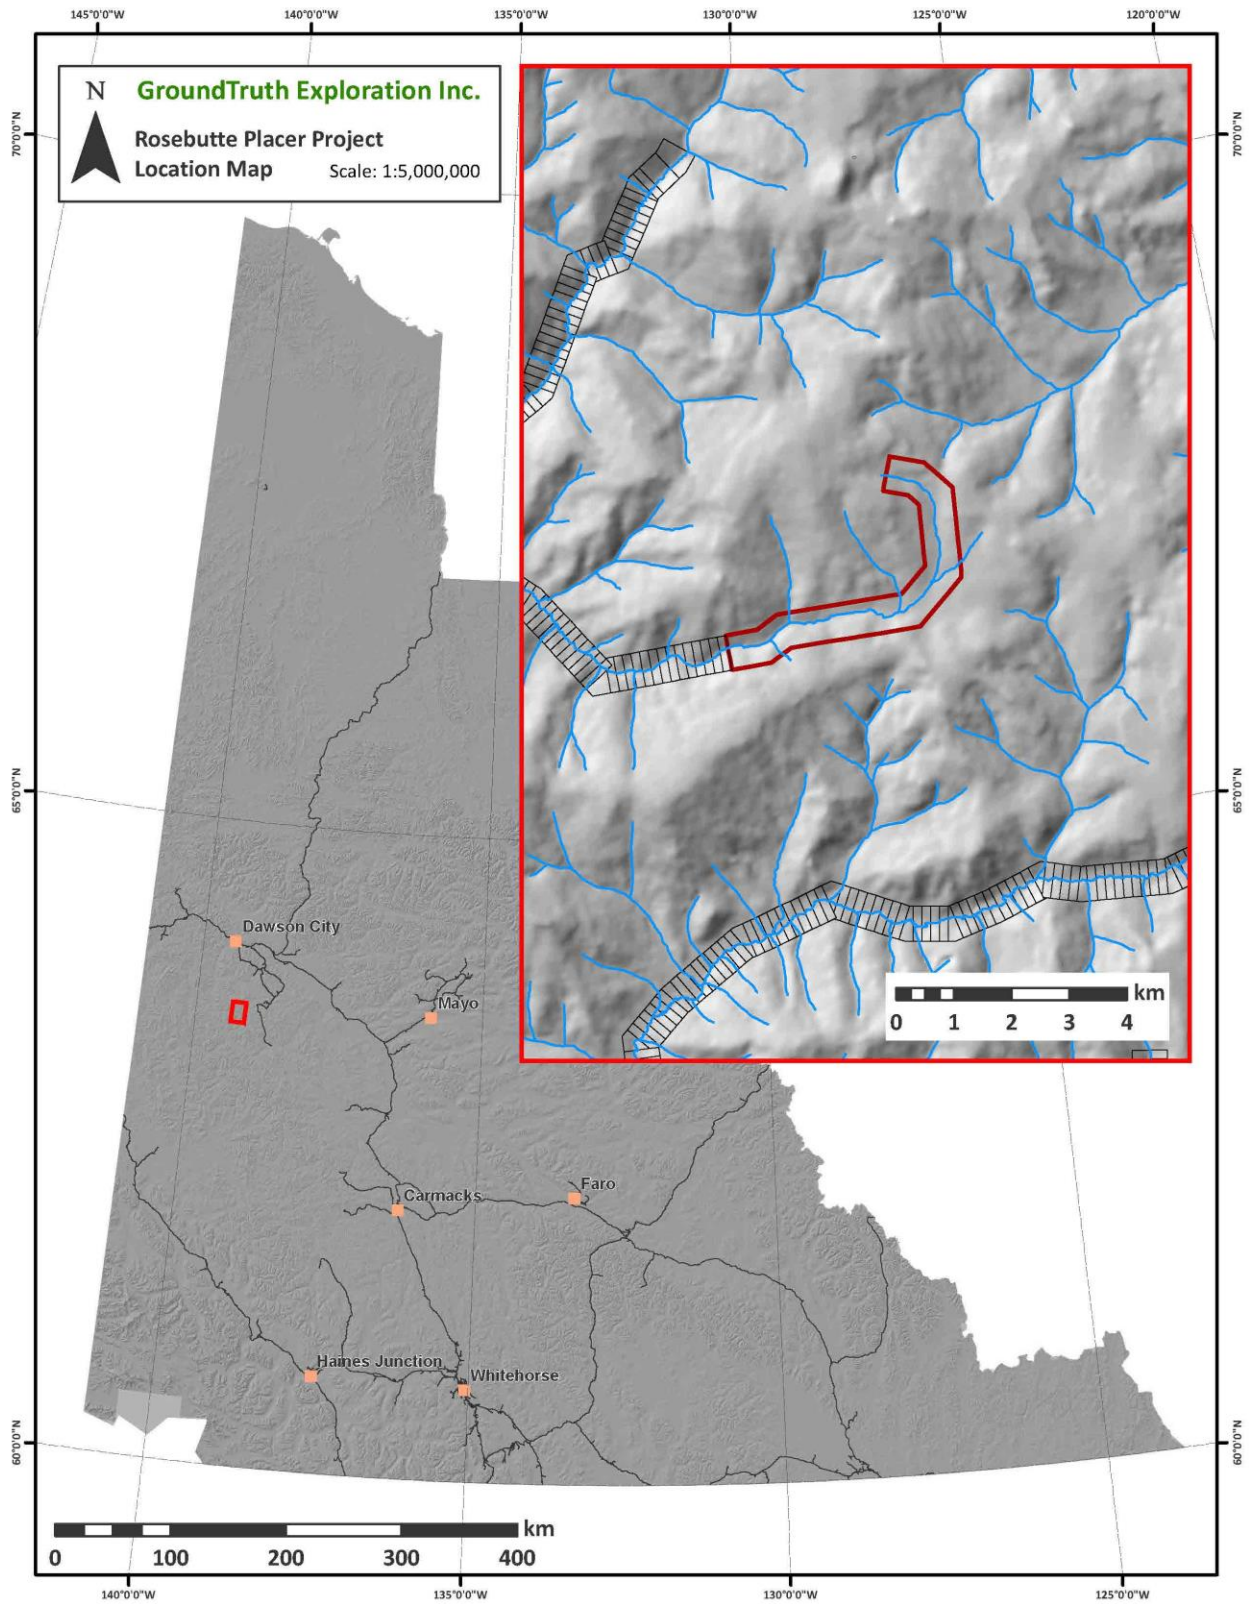 145°0'0"W 140°0'0"W 135°0'0"W 130°0'0"W 125°0'0"W 120°0'0"W
N GroundTruth Exploration Inc.
Rosebutte Placer Project
Location Map Scale: 1:5,000,000
70°0'0"N 70°0'0"N
65°0'0"N 65°0'0"N
Dawson City
Mayo
km
0 1 2 3 4
Faro
Carmacks
Haines Junction
Whitehorse
60°0'0"N 60°0'0"N
km
0 100 200 300 400
140°0'0"W 135°0'0"W 130°0'0"W 125°0'0"W